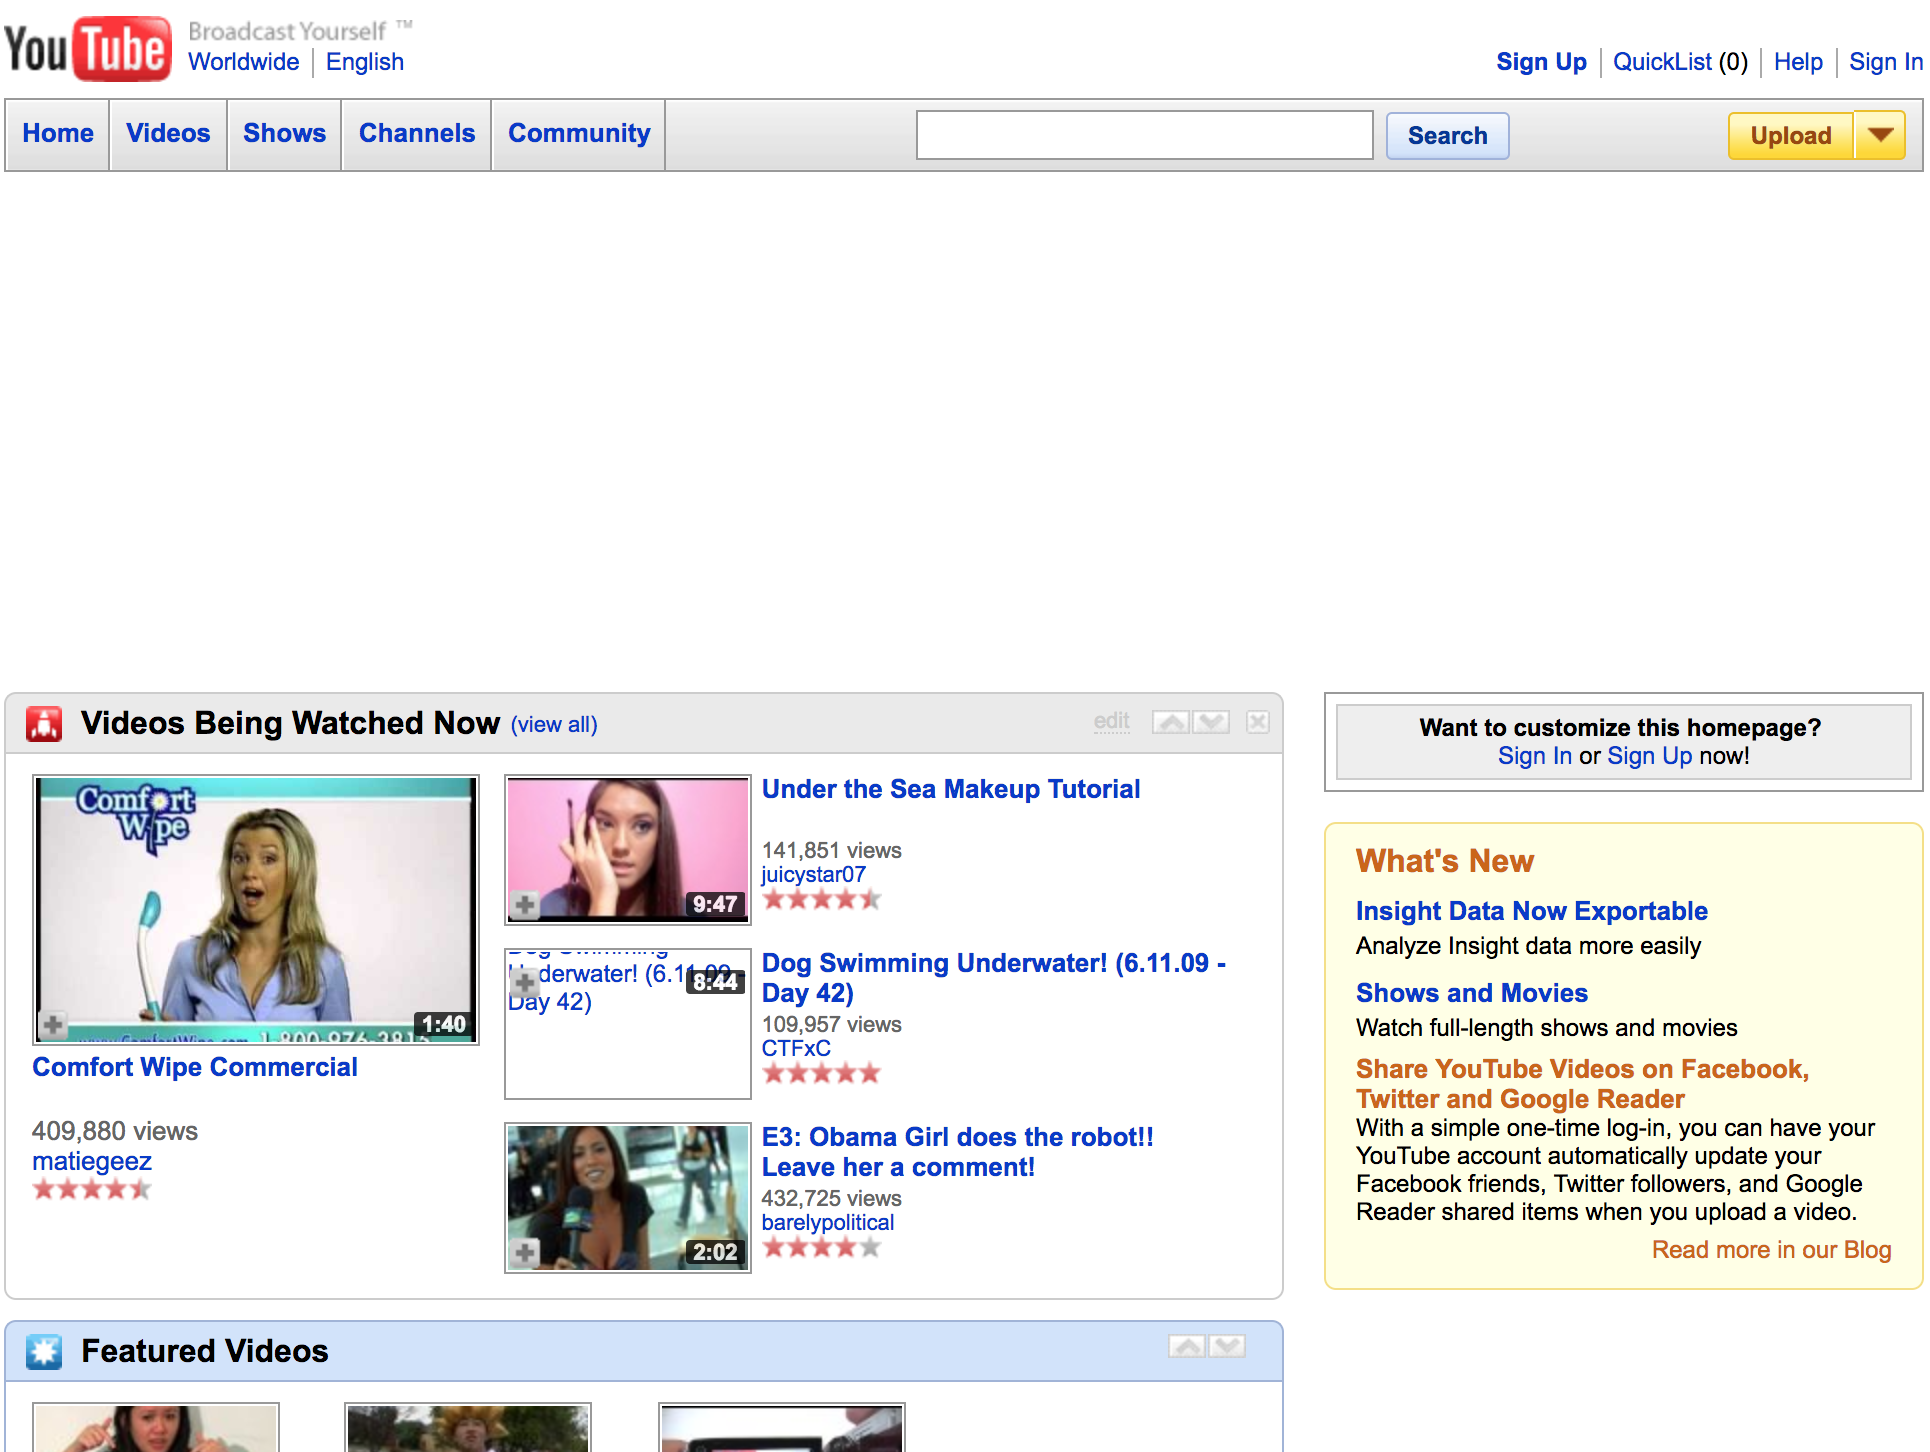 YouTube Broadcast Yourself ™
Worldwide English
Sign Up QuickList (0) Help Sign In
Home Videos Shows Channels Community
Search
Upload
Videos Being Watched Now (view all)
edit
Comfort
Wipe
1:40
Comfort Wipe Commercial
409,880 views
matiegeez
9:47
Under the Sea Makeup Tutorial
141,851 views
juicystar07
Dog Swimming
Underwater! (6.11.09 -
Day 42)
8:44
Dog Swimming Underwater! (6.11.09 -
Day 42)
109,957 views
CTFxC
2:02
E3: Obama Girl does the robot!!
Leave her a comment!
432,725 views
barelypolitical
Want to customize this homepage?
Sign In or Sign Up now!
What's New
Insight Data Now Exportable
Analyze Insight data more easily
Shows and Movies
Watch full-length shows and movies
Share YouTube Videos on Facebook,
Twitter and Google Reader
With a simple one-time log-in, you can have your
YouTube account automatically update your
Facebook friends, Twitter followers, and Google
Reader shared items when you upload a video.
Read more in our Blog
Featured Videos